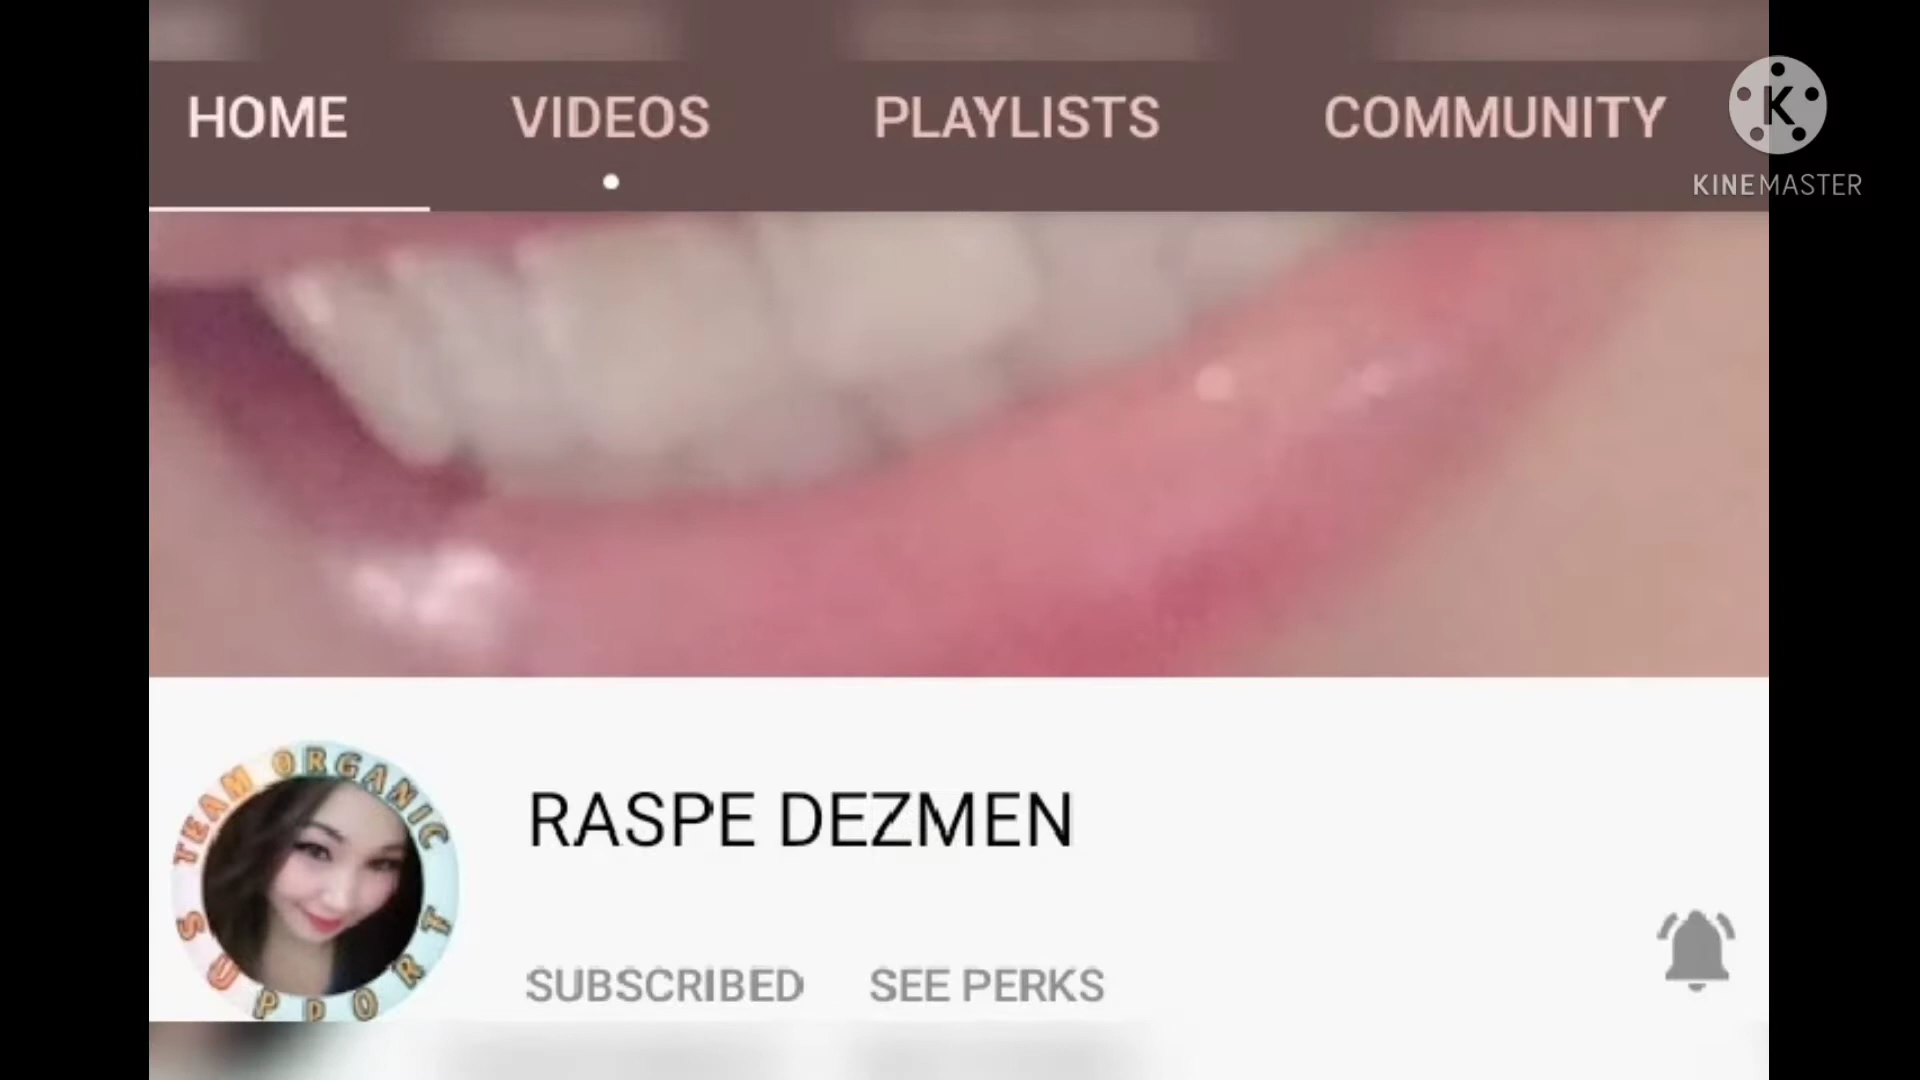 HOME VIDEOS PLAYLISTS COMMUNITY
K
KINEMASTER
TEAM ORGANIC
SUPPORT
RASPE DEZMEN
SUBSCRIBED SEE PERKS